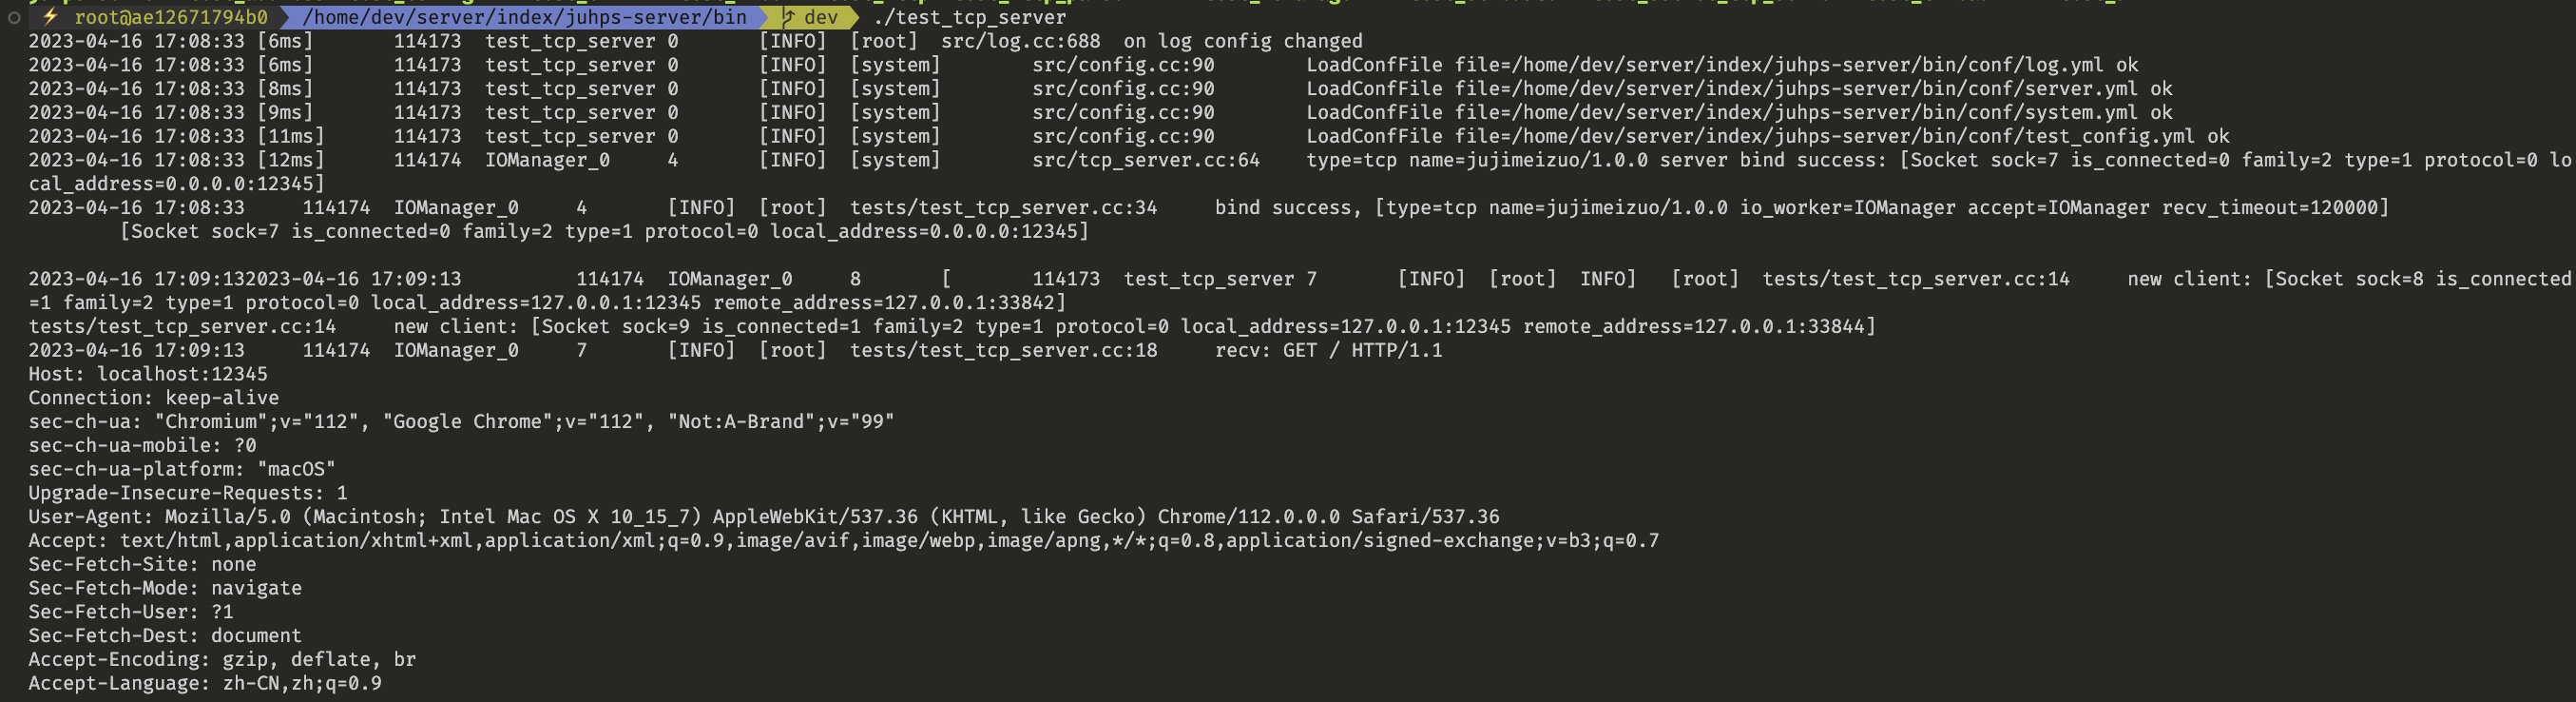 ⚡ root@ae12671794b0 /home/dev/server/index/juhps-server/bin dev ./test_tcp_server
2023-04-16 17:08:33 [6ms] 114173 test_tcp_server 0 [INFO] [root] src/log.cc:688 on log config changed
2023-04-16 17:08:33 [6ms] 114173 test_tcp_server 0 [INFO] [system] src/config.cc:90 LoadConfFile file=/home/dev/server/index/juhps-server/bin/conf/log.yml ok
2023-04-16 17:08:33 [8ms] 114173 test_tcp_server 0 [INFO] [system] src/config.cc:90 LoadConfFile file=/home/dev/server/index/juhps-server/bin/conf/server.yml ok
2023-04-16 17:08:33 [9ms] 114173 test_tcp_server 0 [INFO] [system] src/config.cc:90 LoadConfFile file=/home/dev/server/index/juhps-server/bin/conf/system.yml ok
2023-04-16 17:08:33 [11ms] 114173 test_tcp_server 0 [INFO] [system] src/config.cc:90 LoadConfFile file=/home/dev/server/index/juhps-server/bin/conf/test_config.yml ok
2023-04-16 17:08:33 [12ms] 114174 IOManager_0 4 [INFO] [system] src/tcp_server.cc:64 type=tcp name=jujimeizuo/1.0.0 server bind success: [Socket sock=7 is_connected=0 family=2 type=1 protocol=0 lo
cal_address=0.0.0.0:12345]
2023-04-16 17:08:33 114174 IOManager_0 4 [INFO] [root] tests/test_tcp_server.cc:34 bind success, [type=tcp name=jujimeizuo/1.0.0 io_worker=IOManager accept=IOManager recv_timeout=120000]
[Socket sock=7 is_connected=0 family=2 type=1 protocol=0 local_address=0.0.0.0:12345]
2023-04-16 17:09:132023-04-16 17:09:13 114174 IOManager_0 8 [ 114173 test_tcp_server 7 [INFO] [root] INFO] [root] tests/test_tcp_server.cc:14 new client: [Socket sock=8 is_connected
=1 family=2 type=1 protocol=0 local_address=127.0.0.1:12345 remote_address=127.0.0.1:33842]
tests/test_tcp_server.cc:14 new client: [Socket sock=9 is_connected=1 family=2 type=1 protocol=0 local_address=127.0.0.1:12345 remote_address=127.0.0.1:33844]
2023-04-16 17:09:13 114174 IOManager_0 7 [INFO] [root] tests/test_tcp_server.cc:18 recv: GET / HTTP/1.1
Host: localhost:12345
Connection: keep-alive
sec-ch-ua: "Chromium";v="112", "Google Chrome";v="112", "Not:A-Brand";v="99"
sec-ch-ua-mobile: ?0
sec-ch-ua-platform: "macOS"
Upgrade-Insecure-Requests: 1
User-Agent: Mozilla/5.0 (Macintosh; Intel Mac OS X 10_15_7) AppleWebKit/537.36 (KHTML, like Gecko) Chrome/112.0.0.0 Safari/537.36
Accept: text/html,application/xhtml+xml,application/xml;q=0.9,image/avif,image/webp,image/apng,*/*;q=0.8,application/signed-exchange;v=b3;q=0.7
Sec-Fetch-Site: none
Sec-Fetch-Mode: navigate
Sec-Fetch-User: ?1
Sec-Fetch-Dest: document
Accept-Encoding: gzip, deflate, br
Accept-Language: zh-CN,zh;q=0.9